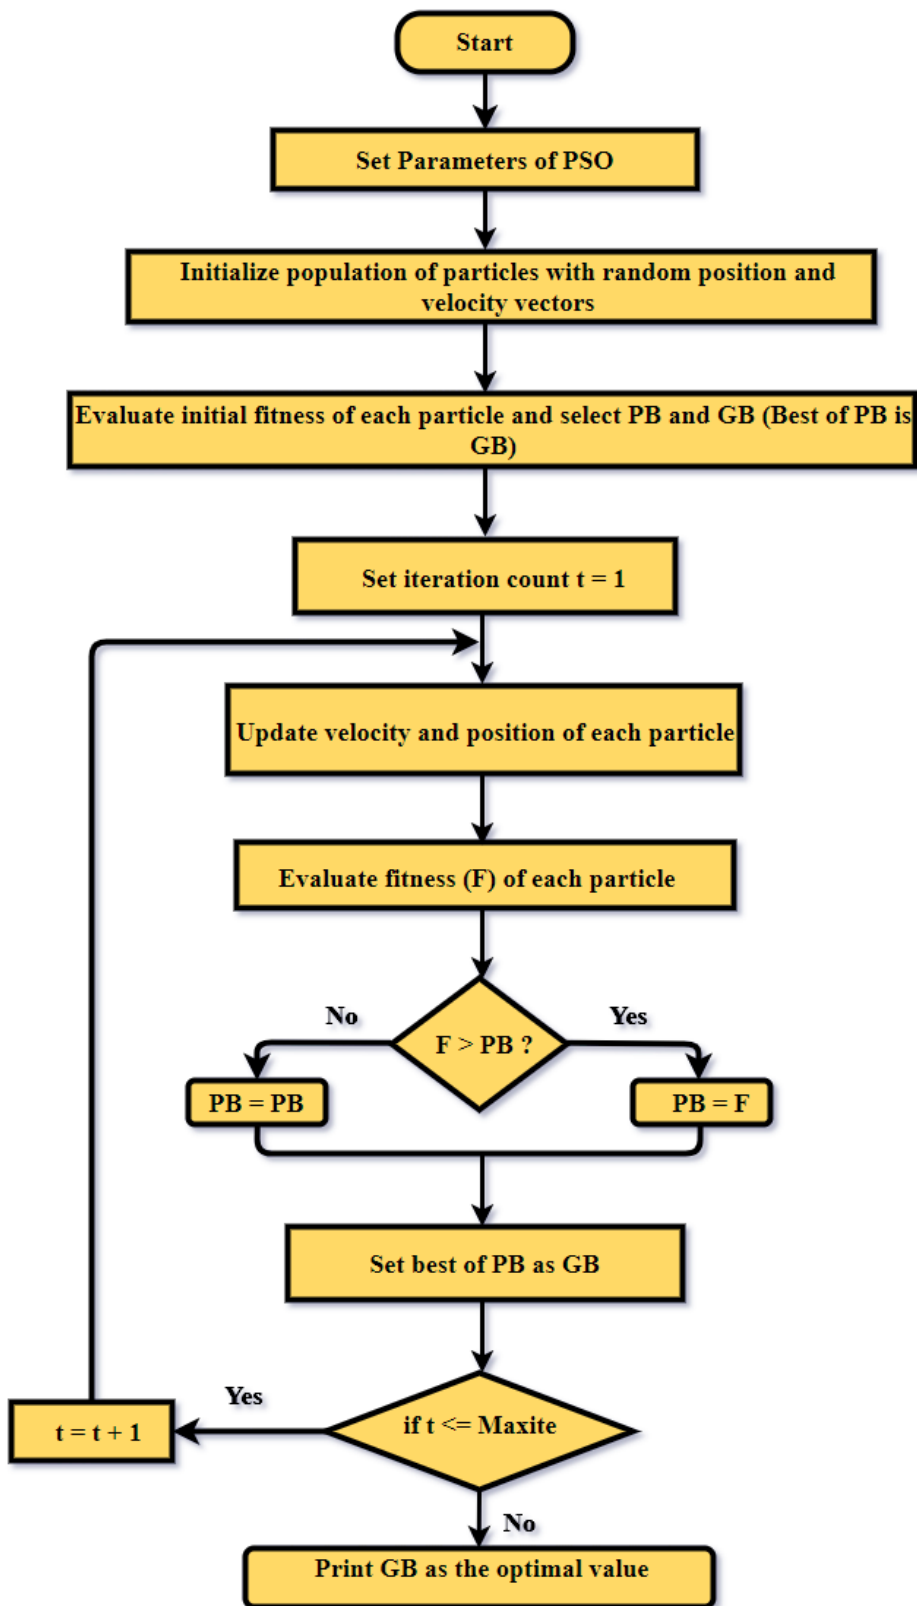 Start
Set Parameters of PSO
Initialize population of particles with random position and
velocity vectors
Evaluate initial fitness of each particle and select PB and GB (Best of PB is
GB)
Set iteration count t = 1
Update velocity and position of each particle
Evaluate fitness (F) of each particle
No
Yes
F > PB ?
PB = PB
PB = F
Set best of PB as GB
Yes
if t <= Maxite
t = t + 1
No
Print GB as the optimal value